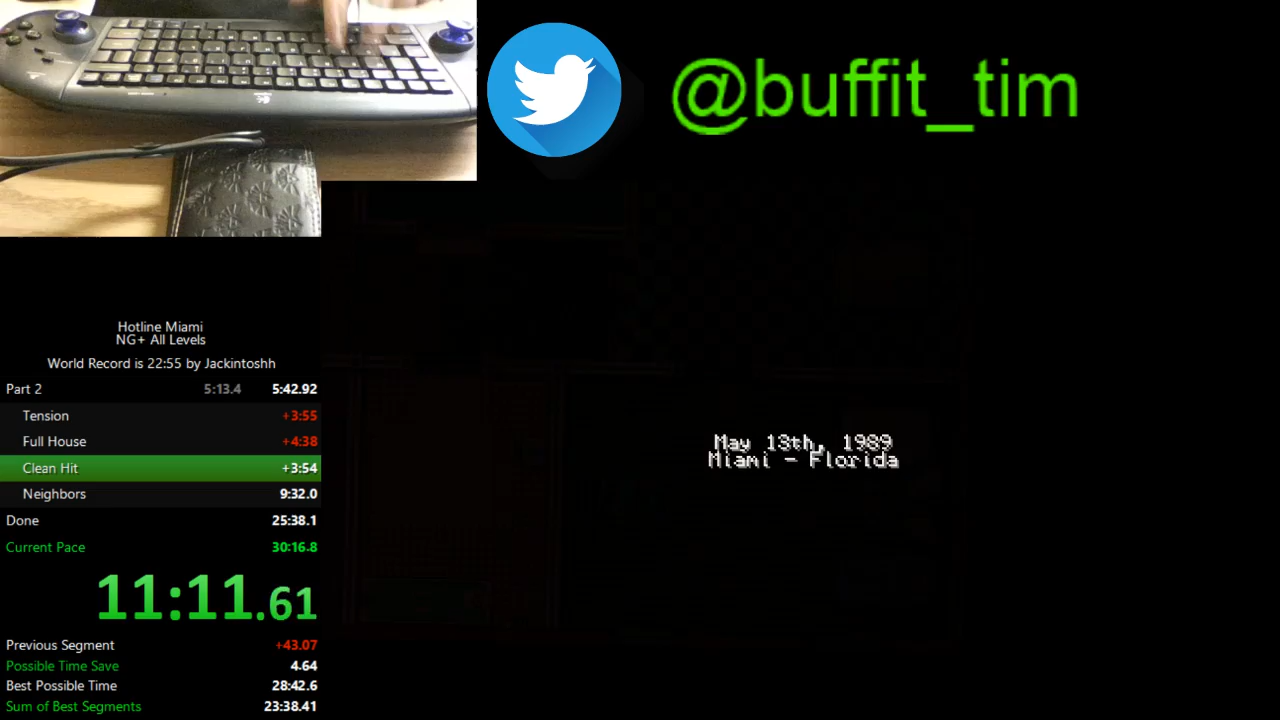 @buffit_tim
Hotline Miami
NG+ All Levels
World Record is 22:55 by Jackintoshh
Part 2 5:13.4 5:42.92
Tension +3:55
Full House +4:38
Clean Hit +3:54
Neighbors 9:32.0
Done 25:38.1
Current Pace 30:16.8
11:11.61
Previous Segment +43.07
Possible Time Save 4.64
Best Possible Time 28:42.6
Sum of Best Segments 23:38.41
May 13th, 1989
Miami - Florida